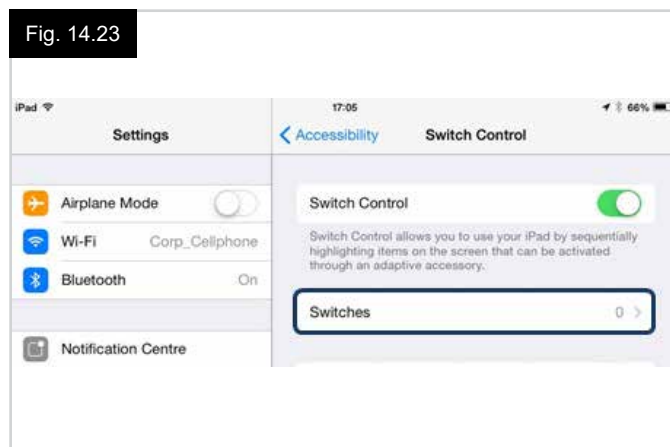 Fig. 14.23
iPad 17:05 66%
Settings
Accessibility
Switch Control
Airplane Mode
Wi-Fi Corp_Cellphone
Bluetooth On
Notification Centre
Switch Control
Switch Control allows you to use your iPad by sequentially
highlighting items on the screen that can be activated
through an adaptive accessory.
Switches 0